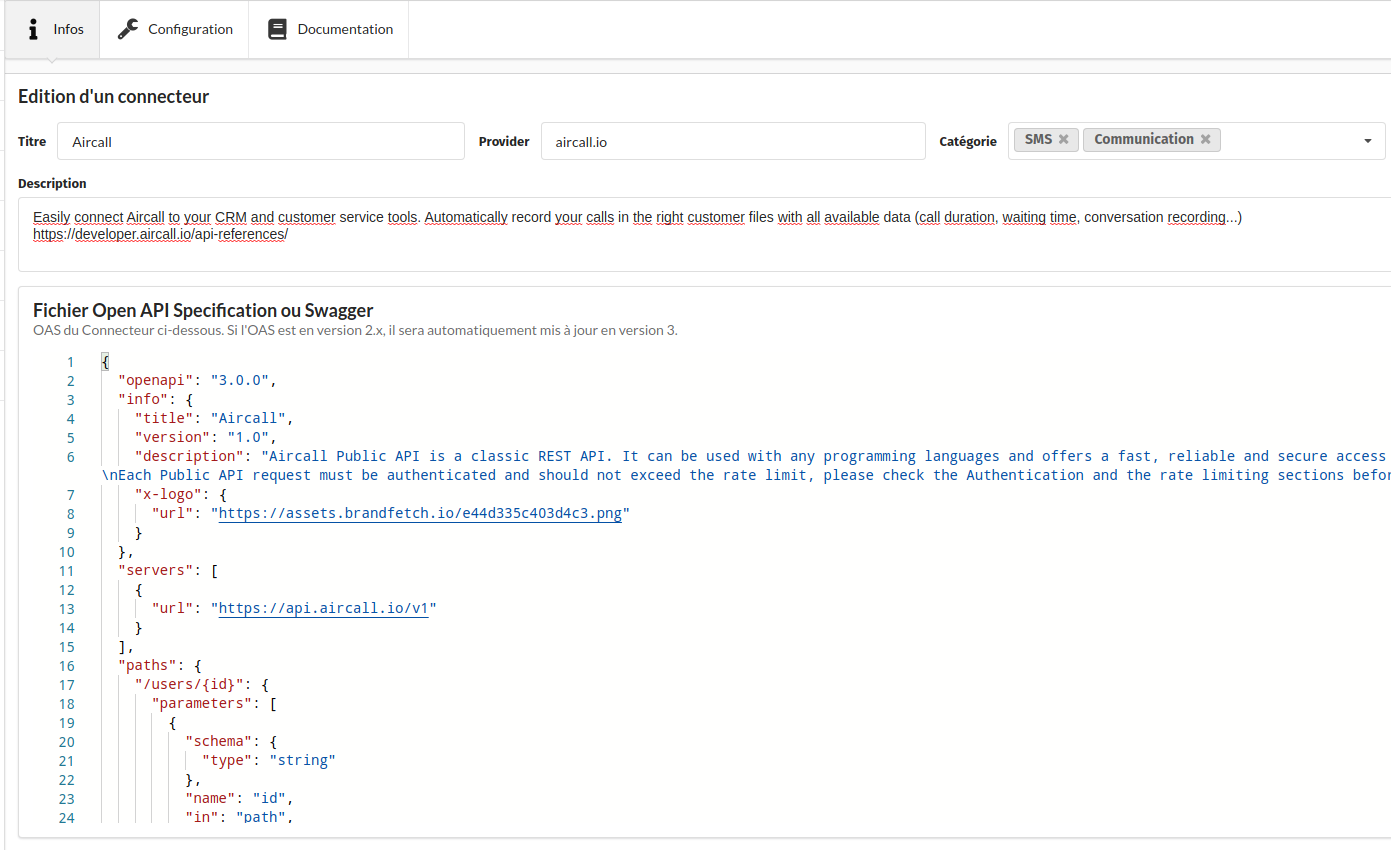 Infos Configuration Documentation
Edition d'un connecteur
Titre Aircall Provider aircall.io Catégorie SMS Communication
Description
Easily connect Aircall to your CRM and customer service tools. Automatically record your calls in the right customer files with all available data (call duration, waiting time, conversation recording...)
https://developer.aircall.io/api-references/
Fichier Open API Specification ou Swagger
OAS du Connecteur ci-dessous. Si l'OAS est en version 2.x, il sera automatiquement mis à jour en version 3.
1 {
2 "openapi": "3.0.0",
3 "info": {
4 "title": "Aircall",
5 "version": "1.0",
6 "description": "Aircall Public API is a classic REST API. It can be used with any programming languages and offers a fast, reliable and secure access
\nEach Public API request must be authenticated and should not exceed the rate limit, please check the Authentication and the rate limiting sections befor
7 "x-logo": {
8 "url": "https://assets.brandfetch.io/e44d335c403d4c3.png"
9 }
10 },
11 "servers": [
12 {
13 "url": "https://api.aircall.io/v1"
14 }
15 ],
16 "paths": {
17 "/users/{id}": {
18 "parameters": [
19 {
20 "schema": {
21 "type": "string"
22 },
23 "name": "id",
24 "in": "path",